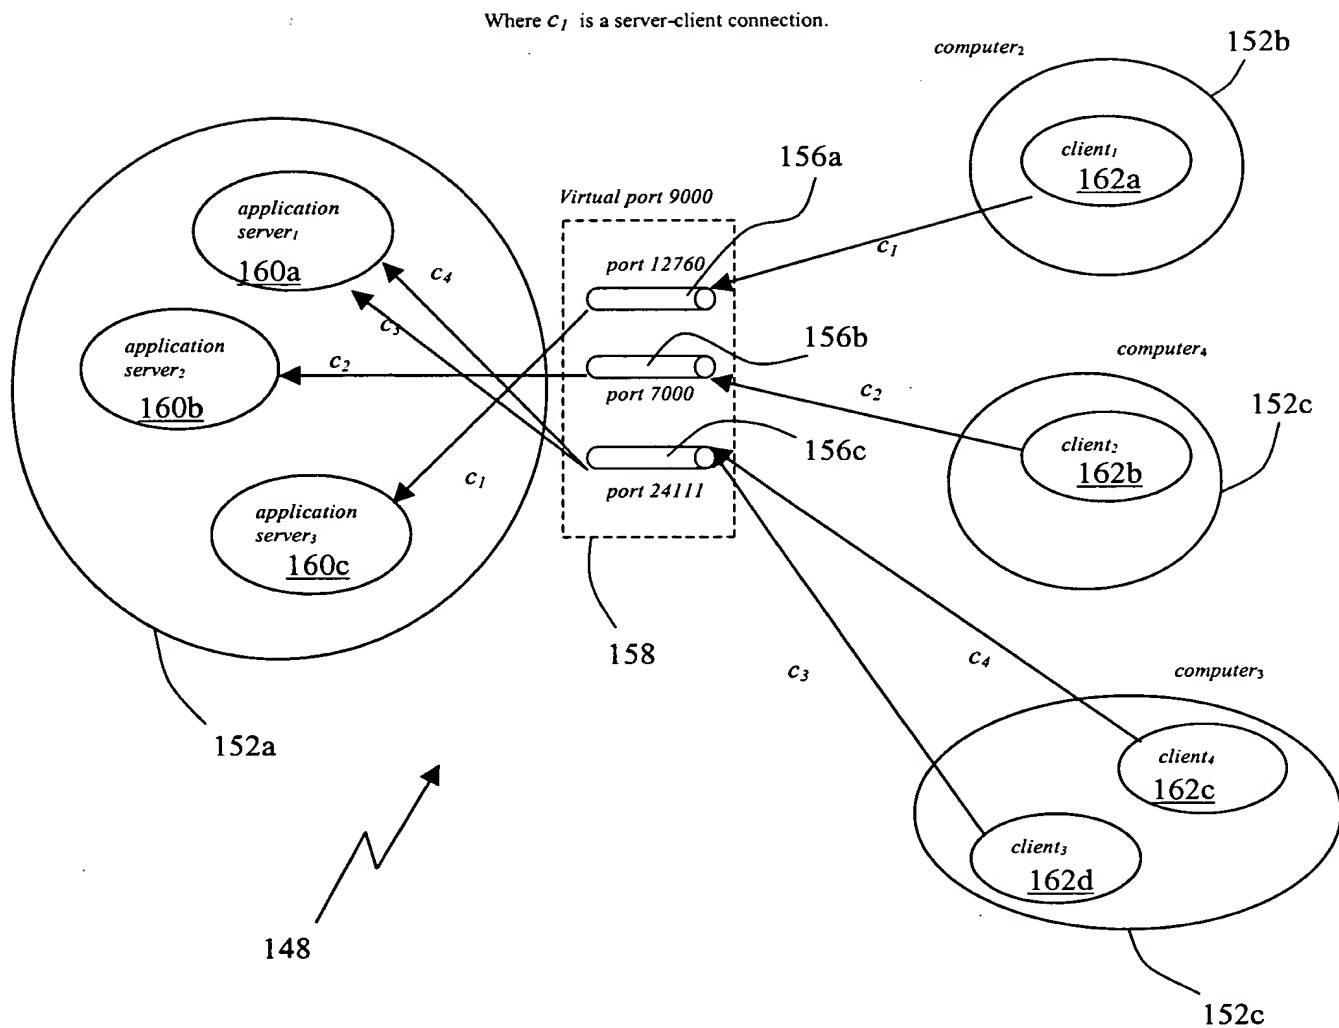 Where c₁ is a server-client connection.
computer₂
152b
client₁
162a
156a
Virtual port 9000
application
server₁
160a
c₄
port 12760
c₁
c₃
application
server₂
160b
c₂
156b
port 7000
c₂
computer₄
152c
client₂
162b
156c
c₁
port 24111
application
server₃
160c
158
152a
c₃
c₄
computer₃
client₄
162c
client₃
162d
148
152c